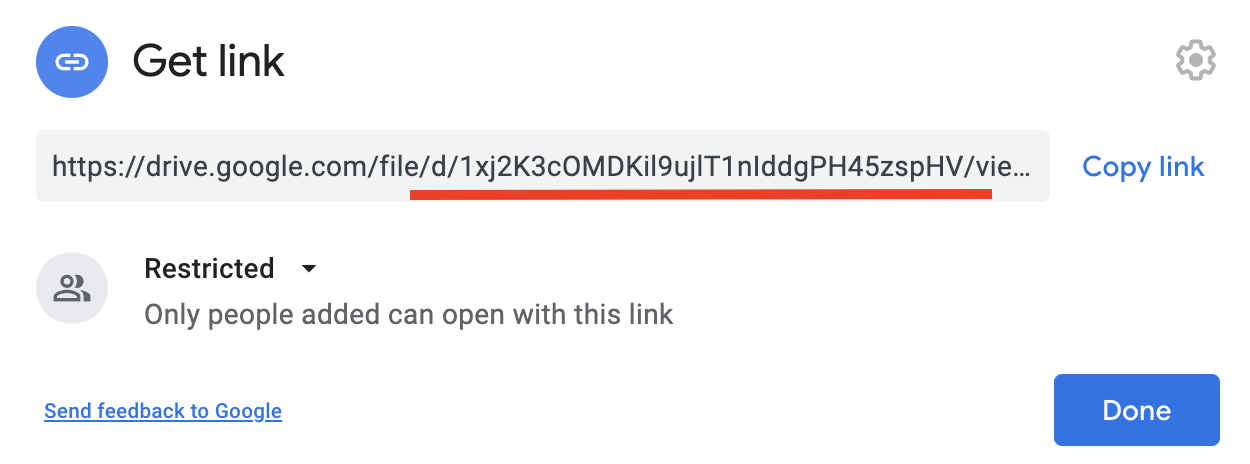 Get link
https://drive.google.com/file/d/1xj2K3cOMDKil9ujlT1nIddgPH45zspHV/vie...
Copy link
Restricted
Only people added can open with this link
Send feedback to Google
Done